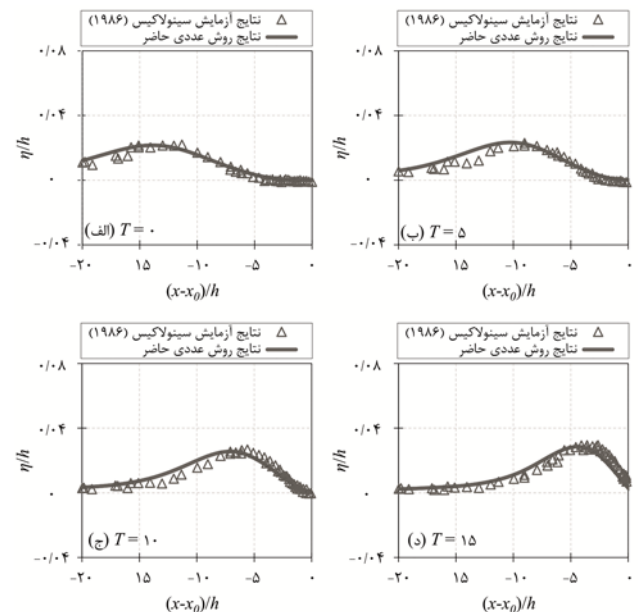 △ نتایج آزمایش سینولاکیس (۱۹۸۶)
نتایج روش عددی حاضر
۰/۰۸
۰/۰۴
۰
-۰/۰۴
η/h
(الف) T = ۰
-۲۰ ۱۵ -۱۰ -۵ ۰
(x-x₀)/h
△ نتایج آزمایش سینولاکیس (۱۹۸۶)
نتایج روش عددی حاضر
۰/۰۸
۰/۰۴
۰
-۰/۰۴
η/h
(ب) T = ۵
-۲۰ ۱۵ -۱۰ -۵ ۰
(x-x₀)/h
△ نتایج آزمایش سینولاکیس (۱۹۸۶)
نتایج روش عددی حاضر
۰/۰۸
۰/۰۴
۰
-۰/۰۴
η/h
(ج) T = ۱۰
-۲۰ ۱۵ -۱۰ -۵ ۰
(x-x₀)/h
△ نتایج آزمایش سینولاکیس (۱۹۸۶)
نتایج روش عددی حاضر
۰/۰۸
۰/۰۴
۰
-۰/۰۴
η/h
(د) T = ۱۵
-۲۰ ۱۵ -۱۰ -۵ ۰
(x-x₀)/h